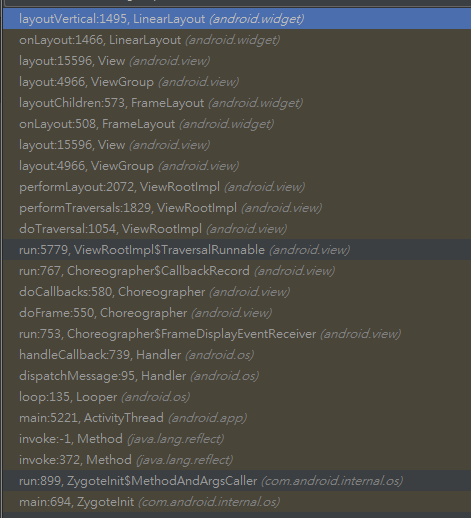 layoutVertical:1495, LinearLayout (android.widget)
onLayout:1466, LinearLayout (android.widget)
layout:15596, View (android.view)
layout:4966, ViewGroup (android.view)
layoutChildren:573, FrameLayout (android.widget)
onLayout:508, FrameLayout (android.widget)
layout:15596, View (android.view)
layout:4966, ViewGroup (android.view)
performLayout:2072, ViewRootImpl (android.view)
performTraversals:1829, ViewRootImpl (android.view)
doTraversal:1054, ViewRootImpl (android.view)
run:5779, ViewRootImpl$TraversalRunnable (android.view)
run:767, Choreographer$CallbackRecord (android.view)
doCallbacks:580, Choreographer (android.view)
doFrame:550, Choreographer (android.view)
run:753, Choreographer$FrameDisplayEventReceiver (android.view)
handleCallback:739, Handler (android.os)
dispatchMessage:95, Handler (android.os)
loop:135, Looper (android.os)
main:5221, ActivityThread (android.app)
invoke:-1, Method (java.lang.reflect)
invoke:372, Method (java.lang.reflect)
run:899, ZygoteInit$MethodAndArgsCaller (com.android.internal.os)
main:694, ZygoteInit (com.android.internal.os)